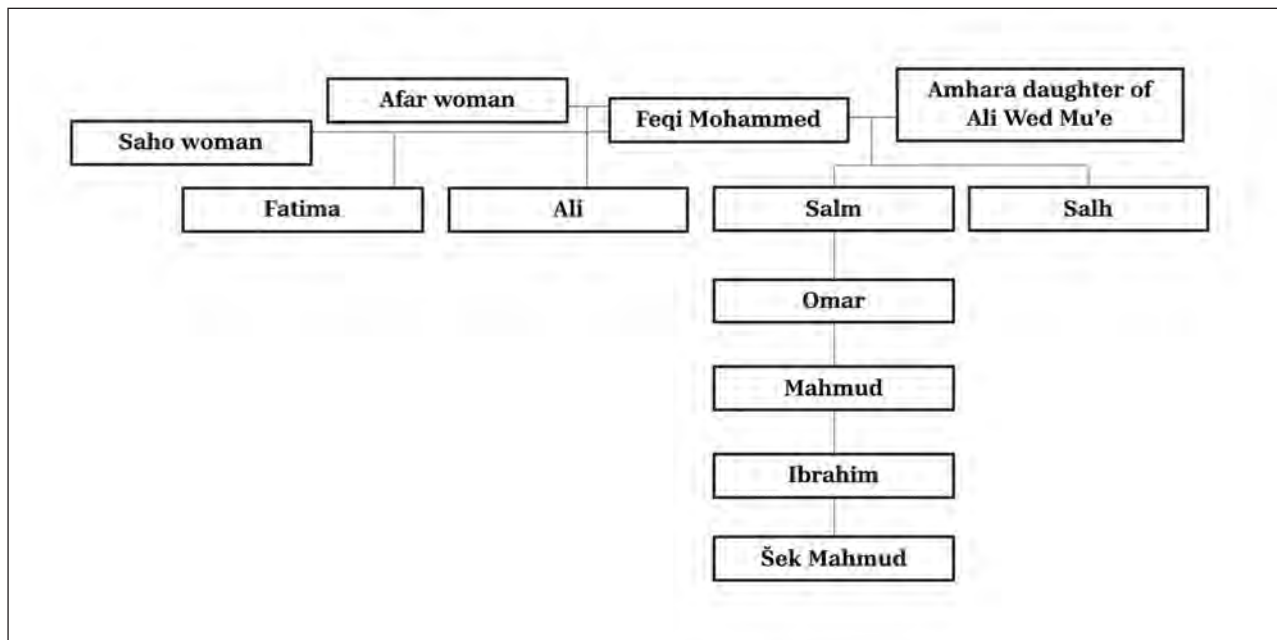 Afar woman
Feqi Mohammed
Amhara daughter of
Ali Wed Mu’e
Saho woman
Fatima
Ali
Salm
Salh
Omar
Mahmud
Ibrahim
Šek Mahmud